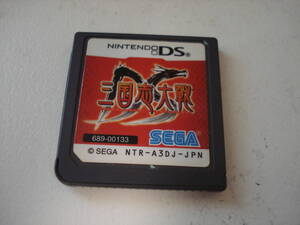 NINTENDO DS
三国志大戦
689-00133
SEGA
© SEGA NTR-A3DJ-JPN